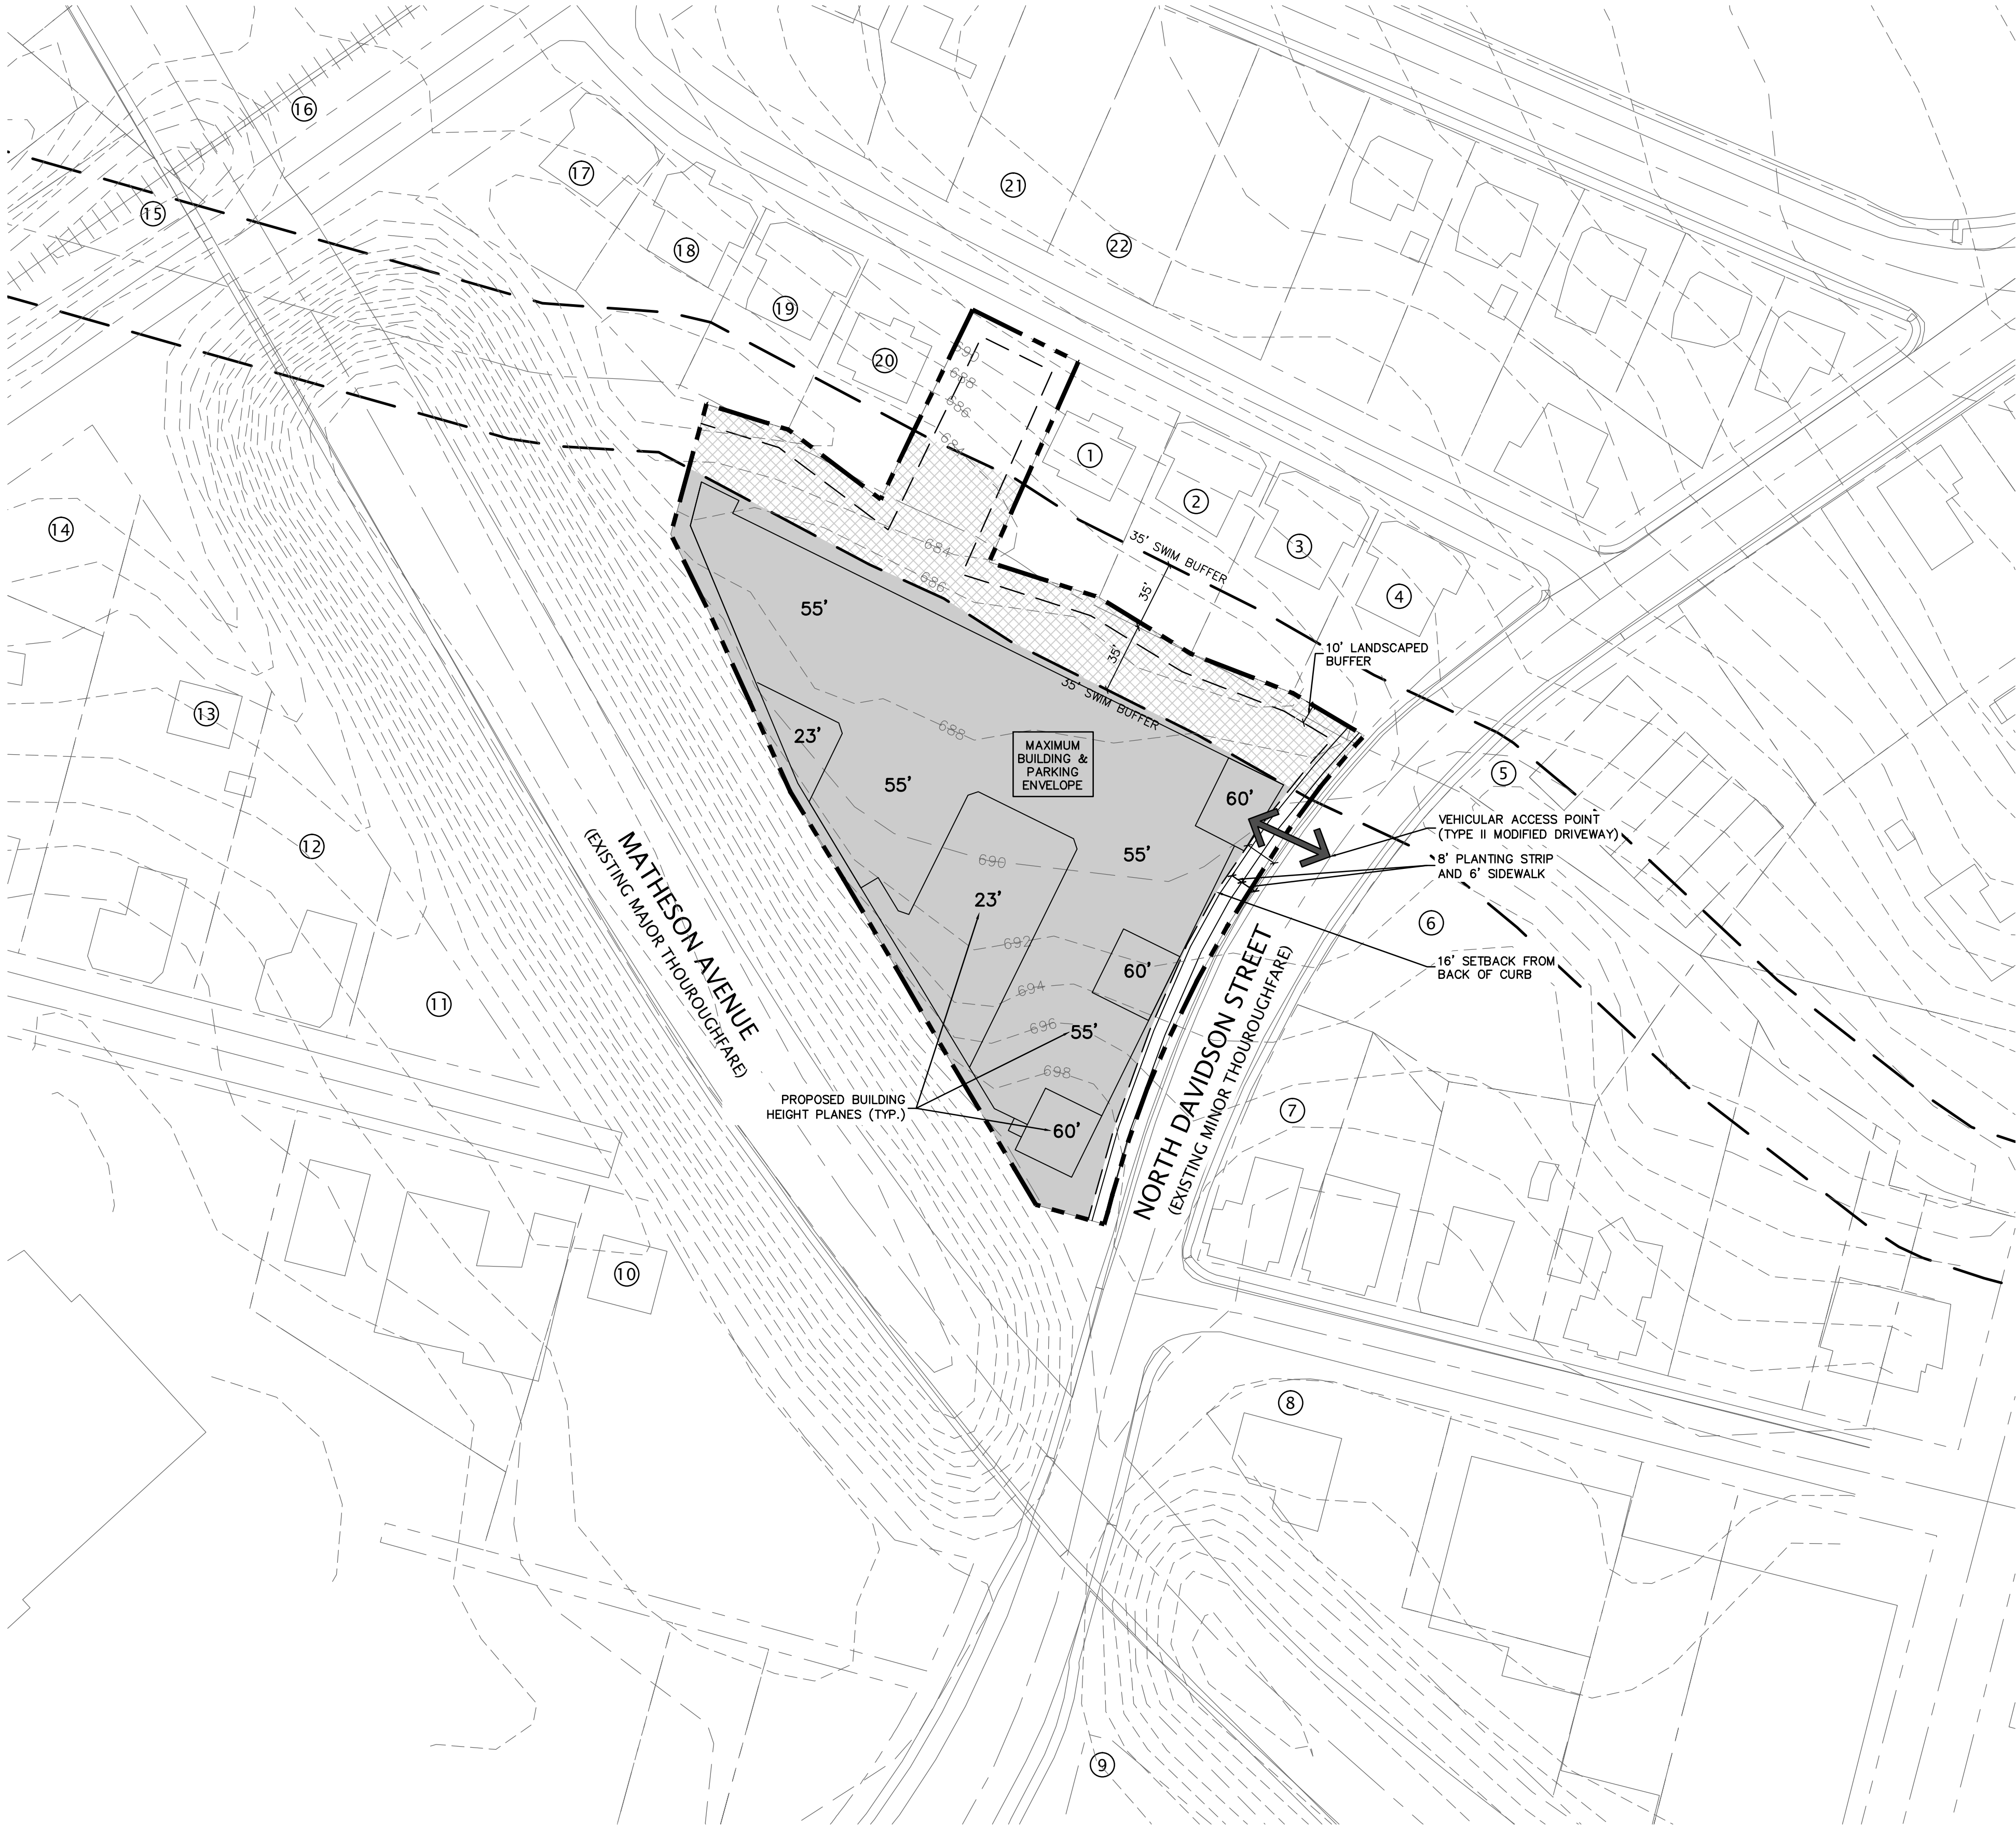 16
15
17
21
18
22
19
20
690
688
686
684
1
2
35' SWIM BUFFER
3
4
14
684
686
35'
35'
55'
10' LANDSCAPED
BUFFER
35' SWIM BUFFER
13
23'
688
MAXIMUM
BUILDING &
PARKING
ENVELOPE
5
55'
60'
VEHICULAR ACCESS POINT
(TYPE II MODIFIED DRIVEWAY)
12
690
55'
8' PLANTING STRIP
AND 6' SIDEWALK
MATHESON AVENUE
(EXISTING MAJOR THOUROUGHFARE)
23'
6
692
60'
16' SETBACK FROM
BACK OF CURB
11
694
696
55'
NORTH DAVIDSON STREET
(EXISTING MINOR THOUROUGHFARE)
698
PROPOSED BUILDING
HEIGHT PLANES (TYP.)
7
60'
10
8
9